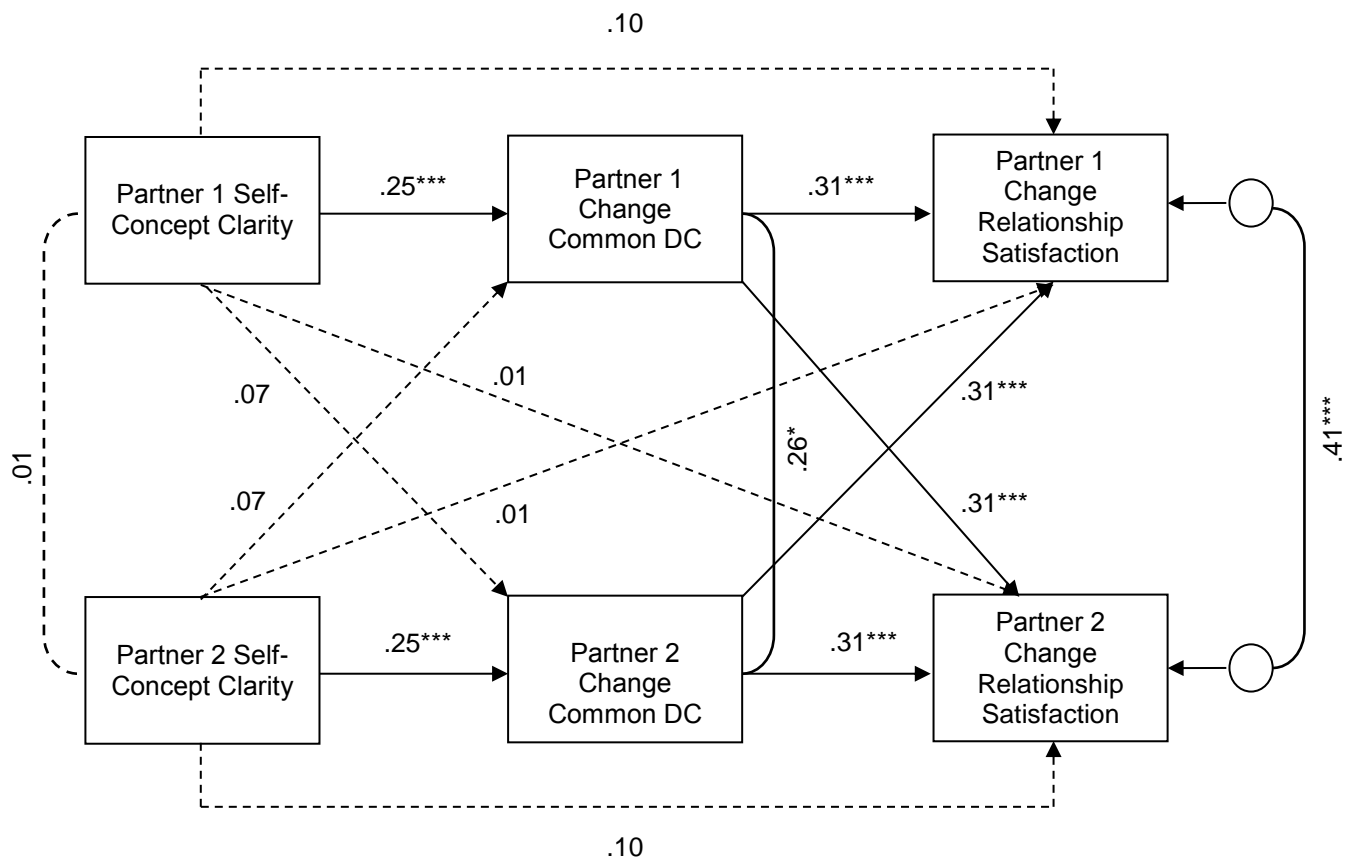 .10
Partner 1 Self-
Concept Clarity
.25***
Partner 1
Change
Common DC
.31***
Partner 1
Change
Relationship
Satisfaction
.07
.01
.31***
.01
.26*
.41***
.07
.01
.31***
Partner 2 Self-
Concept Clarity
.25***
Partner 2
Change
Common DC
.31***
Partner 2
Change
Relationship
Satisfaction
.10